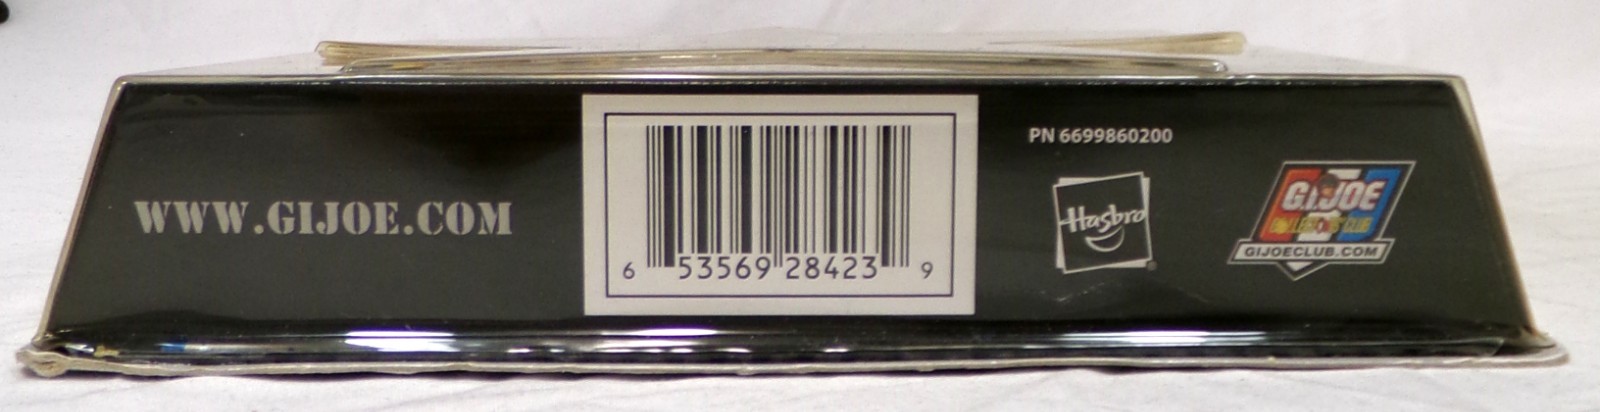 WWW.GIJOE.COM
6 53569 28423 9
PN 6699860200
Hasbro
G.I. JOE
COLLECTORS' CLUB
GIJOECLUB.COM